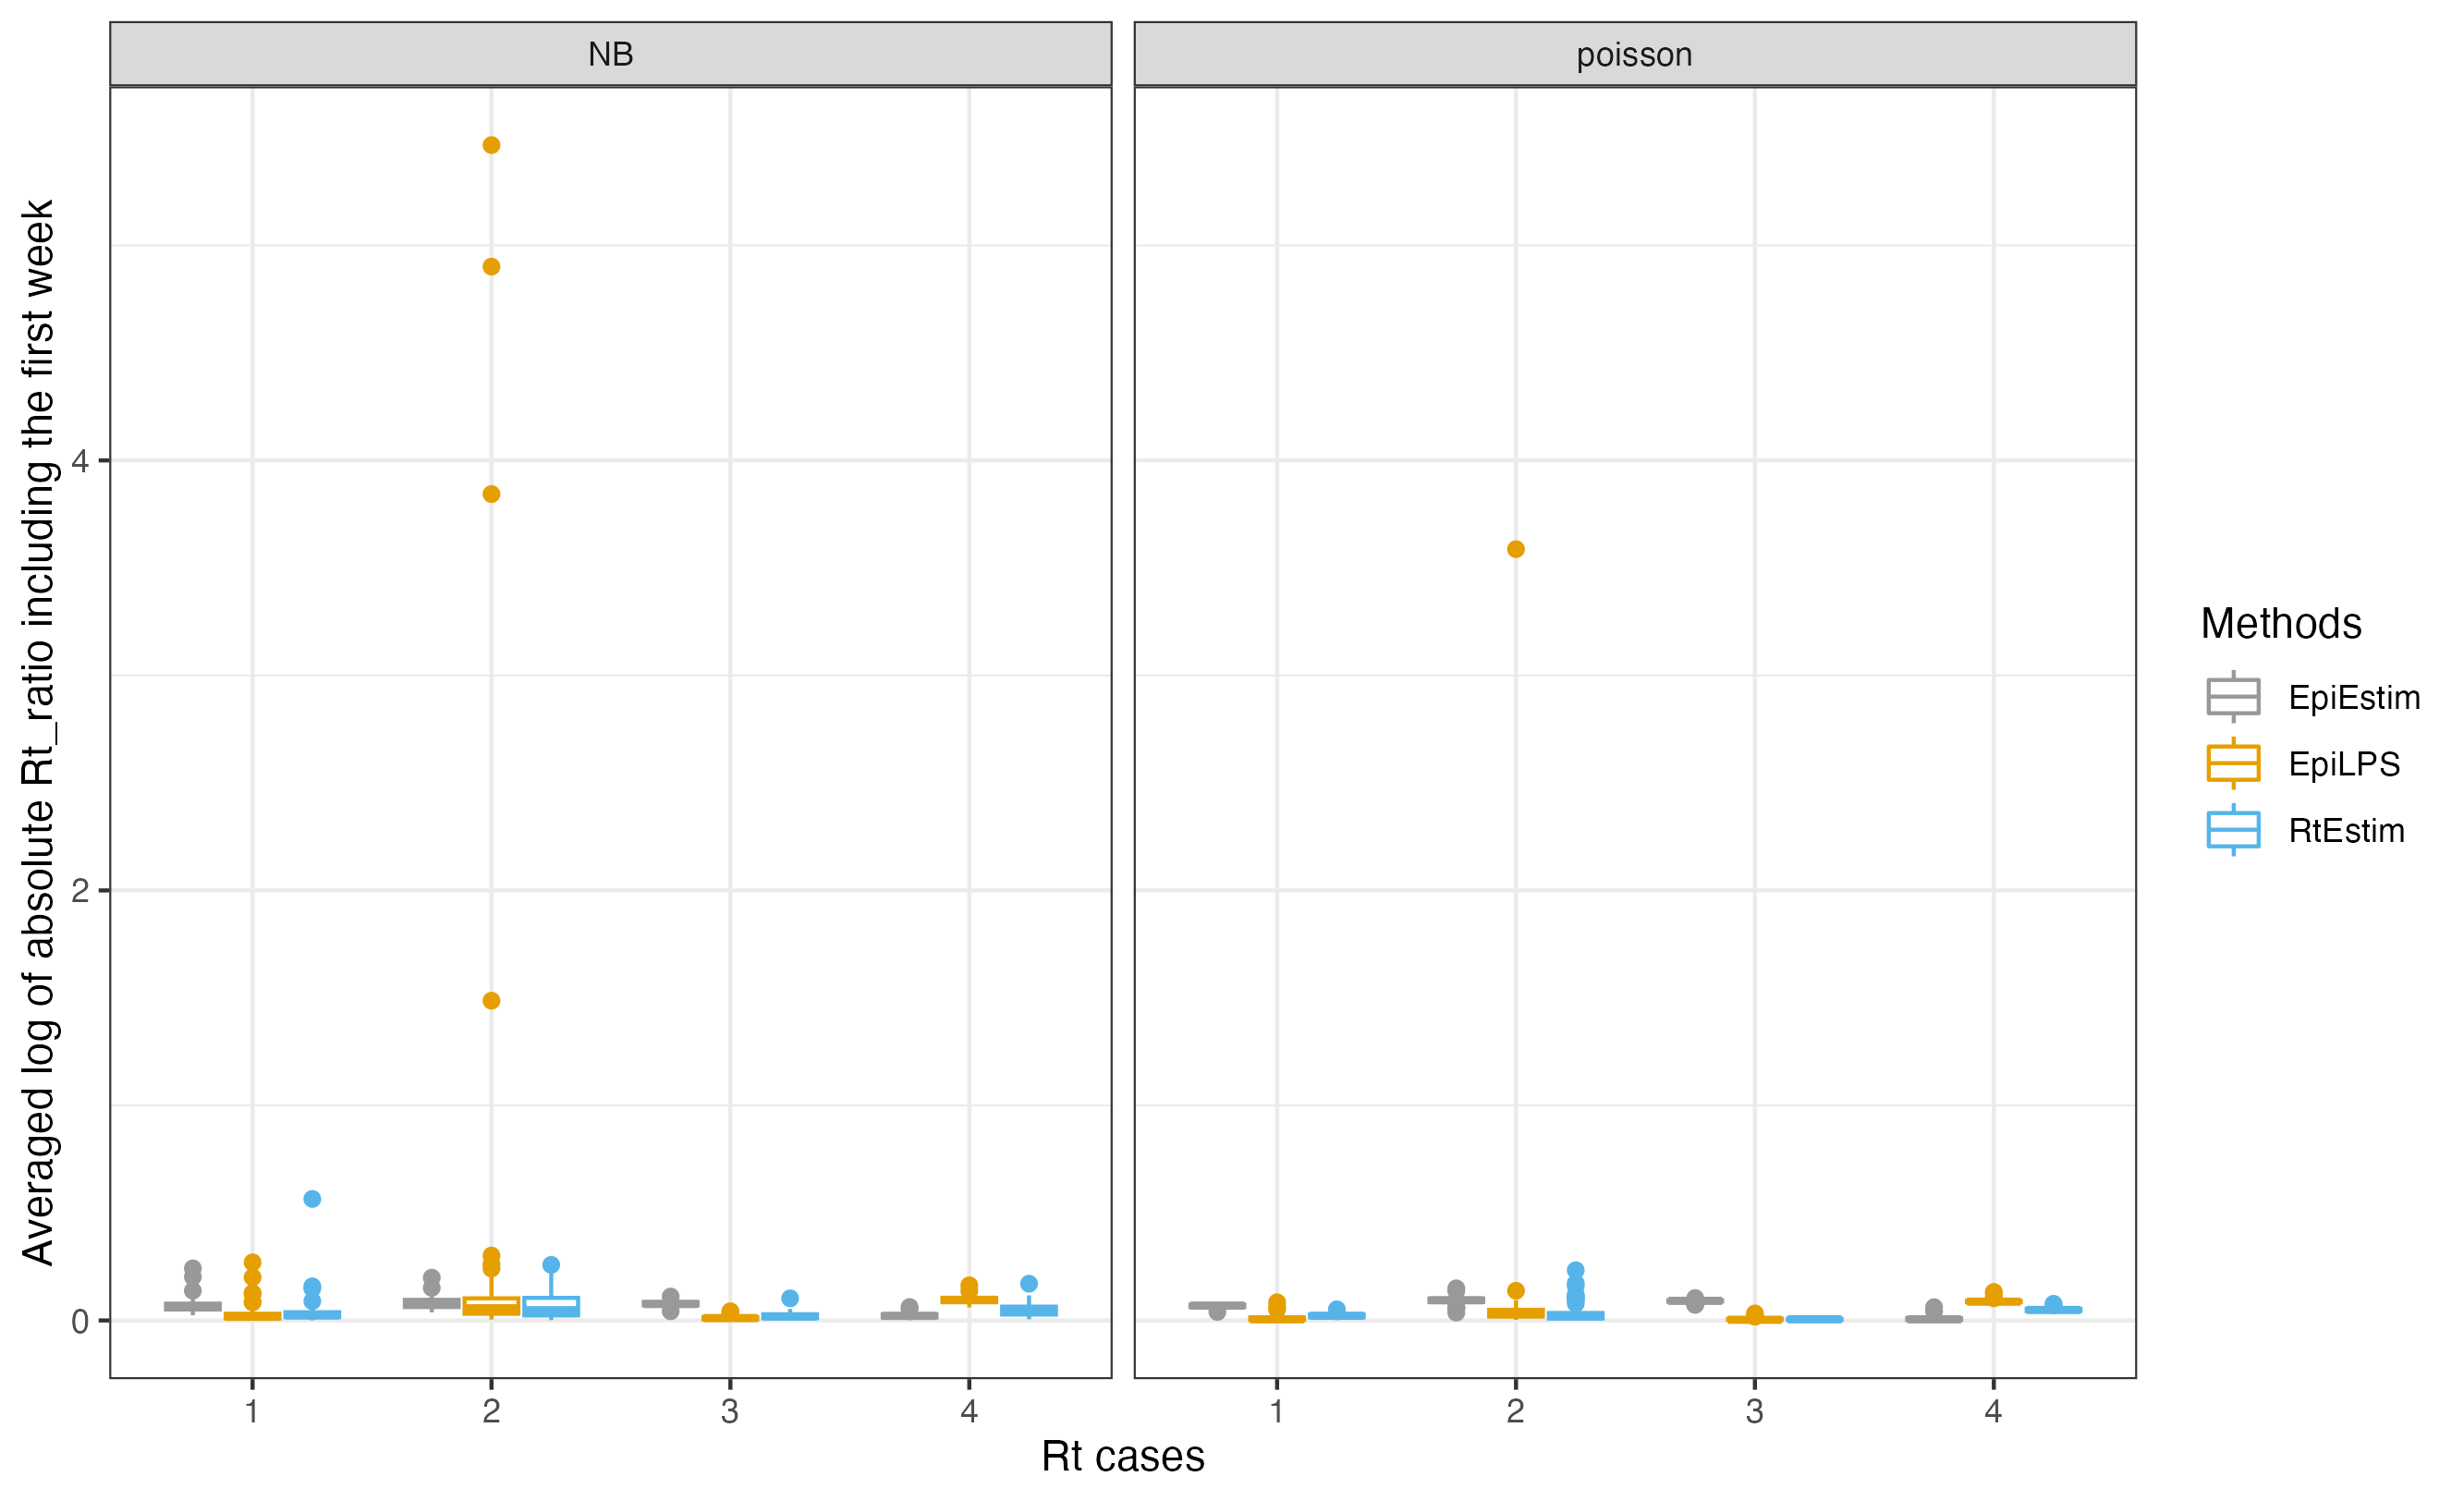 NB
poisson
Averaged log of absolute Rt_ratio including the first week
4
2
0
1 2 3 4
1 2 3 4
Rt cases
Methods
EpiEstim
EpiLPS
RtEstim